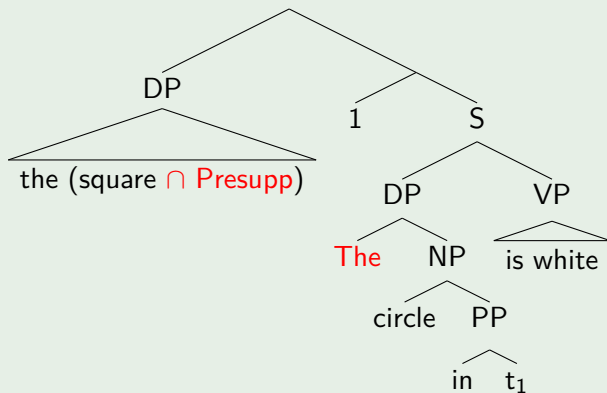 DP
1 S
the (square ∩ Presupp)
DP VP
The NP is white
circle PP
in t₁